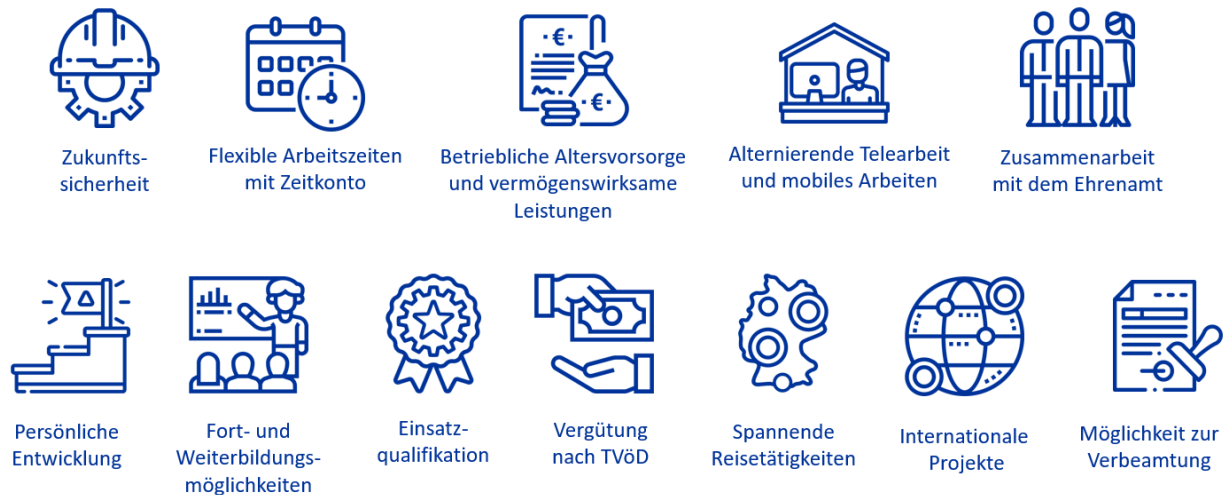 Zukunfts-
sicherheit
Flexible Arbeitszeiten
mit Zeitkonto
Betriebliche Altersvorsorge
und vermögenswirksame
Leistungen
Alternierende Telearbeit
und mobiles Arbeiten
Zusammenarbeit
mit dem Ehrenamt
Persönliche
Entwicklung
Fort- und
Weiterbildungs-
möglichkeiten
Einsatz-
qualifikation
Vergütung
nach TVöD
Spannende
Reisetätigkeiten
Internationale
Projekte
Möglichkeit zur
Verbeamtung